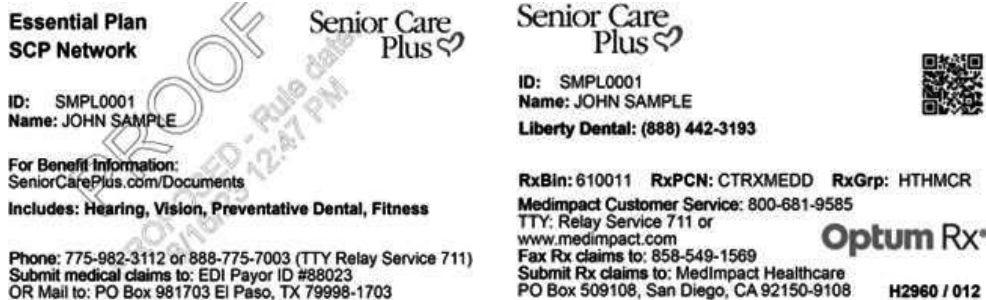 Essential Plan
SCP Network
Senior Care
Plus
ID: SMPL0001
Name: JOHN SAMPLE
For Benefit Information:
SeniorCarePlus.com/Documents
Includes: Hearing, Vision, Preventative Dental, Fitness
Phone: 775-982-3112 or 888-775-7003 (TTY Relay Service 711)
Submit medical claims to: EDI Payor ID #88023
OR Mail to: PO Box 981703 El Paso, TX 79998-1703
PROOF
- Rule date
12:47 PM
Senior Care
Plus
ID: SMPL0001
Name: JOHN SAMPLE
Liberty Dental: (888) 442-3193
RxBin: 610011 RxPCN: CTRXMEDD RxGrp: HTHMCR
Medimpact Customer Service: 800-681-9585
TTY: Relay Service 711 or
www.medimpact.com
Fax Rx claims to: 858-549-1569
Submit Rx claims to: MedImpact Healthcare
PO Box 509108, San Diego, CA 92150-9108
Optum Rx
H2960 / 012